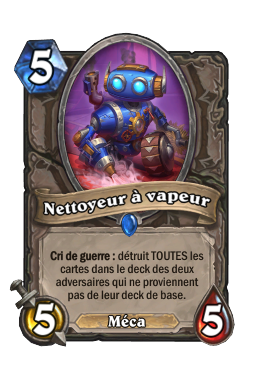 5
Nettoyeur à vapeur
Cri de guerre : détruit TOUTES les
cartes dans le deck des deux
adversaires qui ne proviennent
pas de leur deck de base.
5
Méca
5